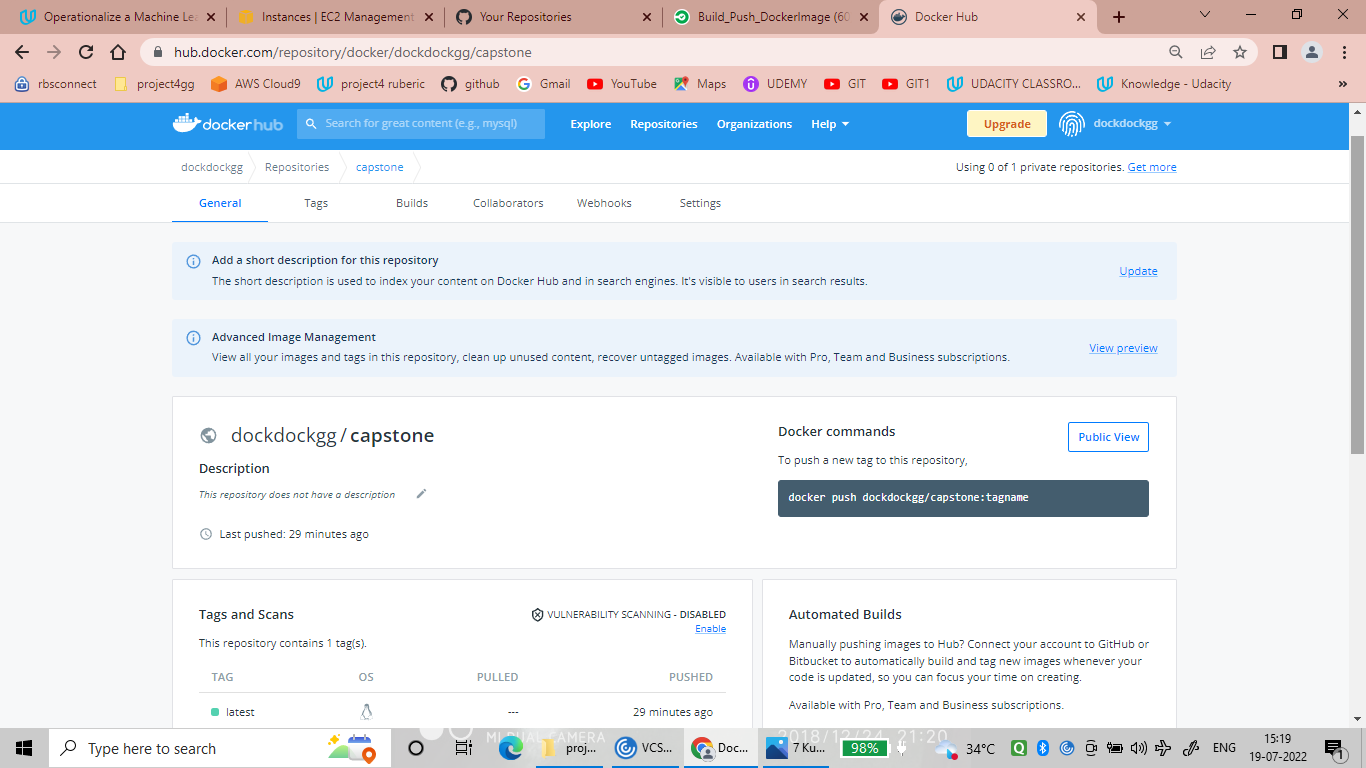 Operationalize a Machine Le
Instances | EC2 Management
Your Repositories
Build_Push_DockerImage (60
Docker Hub
hub.docker.com/repository/docker/dockdockgg/capstone
rbsconnect
project4gg
AWS Cloud9
project4 ruberic
github
Gmail
YouTube
Maps
UDEMY
GIT
GIT1
UDACITY CLASSRO...
Knowledge - Udacity
dockerhub
Search for great content (e.g., mysql)
Explore
Repositories
Organizations
Help
Upgrade
dockdockgg
dockdockgg
Repositories
capstone
Using 0 of 1 private repositories. Get more
General
Tags
Builds
Collaborators
Webhooks
Settings
Add a short description for this repository
The short description is used to index your content on Docker Hub and in search engines. It's visible to users in search results.
Update
Advanced Image Management
View all your images and tags in this repository, clean up unused content, recover untagged images. Available with Pro, Team and Business subscriptions.
View preview
dockdockgg / capstone
Description
This repository does not have a description
Last pushed: 29 minutes ago
Docker commands
Public View
To push a new tag to this repository,
docker push dockdockgg/capstone:tagname
Tags and Scans
VULNERABILITY SCANNING - DISABLED
Enable
This repository contains 1 tag(s).
TAG OS PULLED PUSHED
latest --- 29 minutes ago
Automated Builds
Manually pushing images to Hub? Connect your account to GitHub or
Bitbucket to automatically build and tag new images whenever your
code is updated, so you can focus your time on creating.
Available with Pro, Team and Business subscriptions.
Type here to search
proj...
VCS...
Doc...
7 Ku...
MI DUAL CAMERA
2018/12/24 21:20
98%
34°C
ENG
15:19
19-07-2022
1